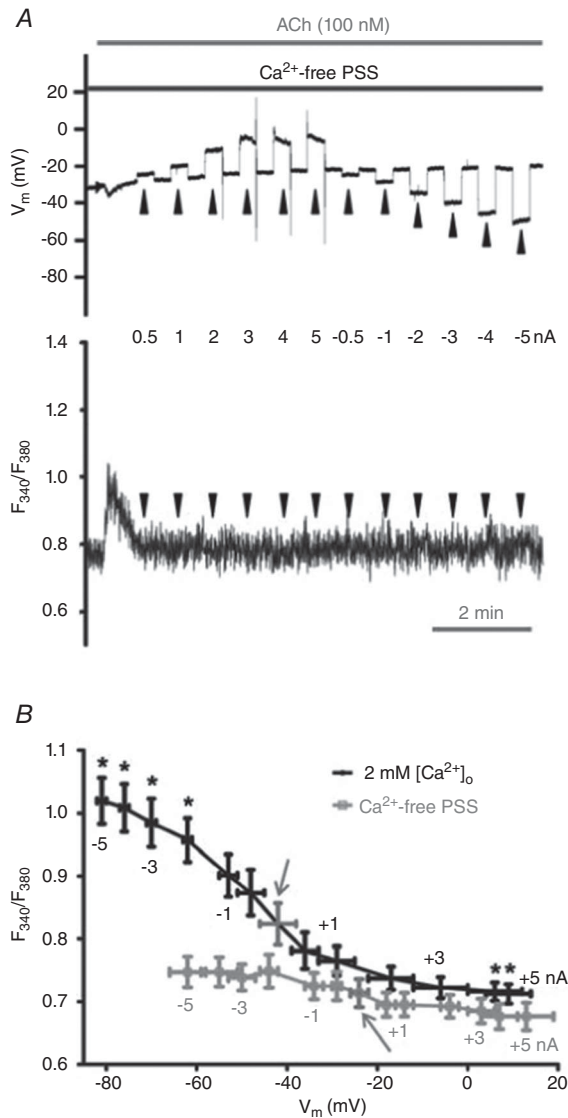 A
ACh (100 nM)
Ca²⁺-free PSS
20
0
-20
-40
-60
-80
Vₘ (mV)
0.5 1 2 3 4 5 -0.5 -1 -2 -3 -4 -5 nA
1.4
1.2
1.0
0.8
0.6
F₃₄₀/F₃₈₀
2 min
B
1.1
1.0
0.9
0.8
0.7
0.6
F₃₄₀/F₃₈₀
2 mM [Ca²⁺]ₒ
Ca²⁺-free PSS
* * * * **
-5 -3 -1 +1 +3 +5 nA
-5 -3 -1 +1 +3 +5 nA
-80 -60 -40 -20 0 20
Vₘ (mV)